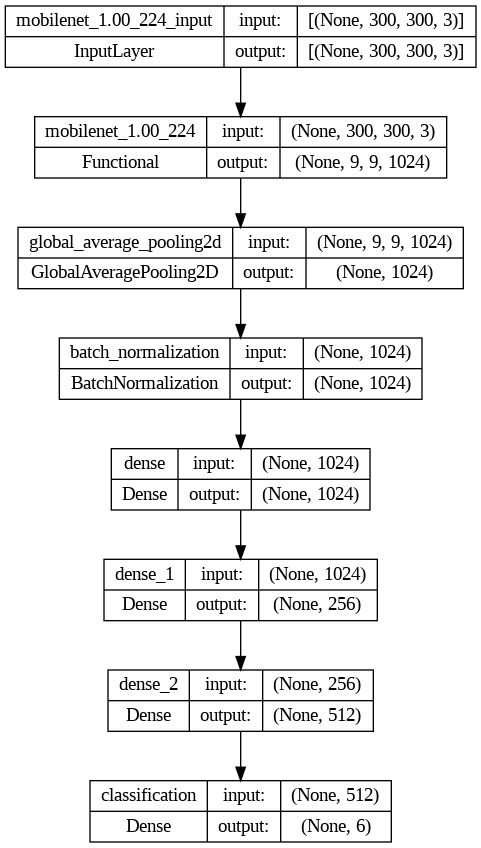 mobilenet_1.00_224_input input: [(None, 300, 300, 3)]
InputLayer output: [(None, 300, 300, 3)]
mobilenet_1.00_224 input: (None, 300, 300, 3)
Functional output: (None, 9, 9, 1024)
global_average_pooling2d input: (None, 9, 9, 1024)
GlobalAveragePooling2D output: (None, 1024)
batch_normalization input: (None, 1024)
BatchNormalization output: (None, 1024)
dense input: (None, 1024)
Dense output: (None, 1024)
dense_1 input: (None, 1024)
Dense output: (None, 256)
dense_2 input: (None, 256)
Dense output: (None, 512)
classification input: (None, 512)
Dense output: (None, 6)